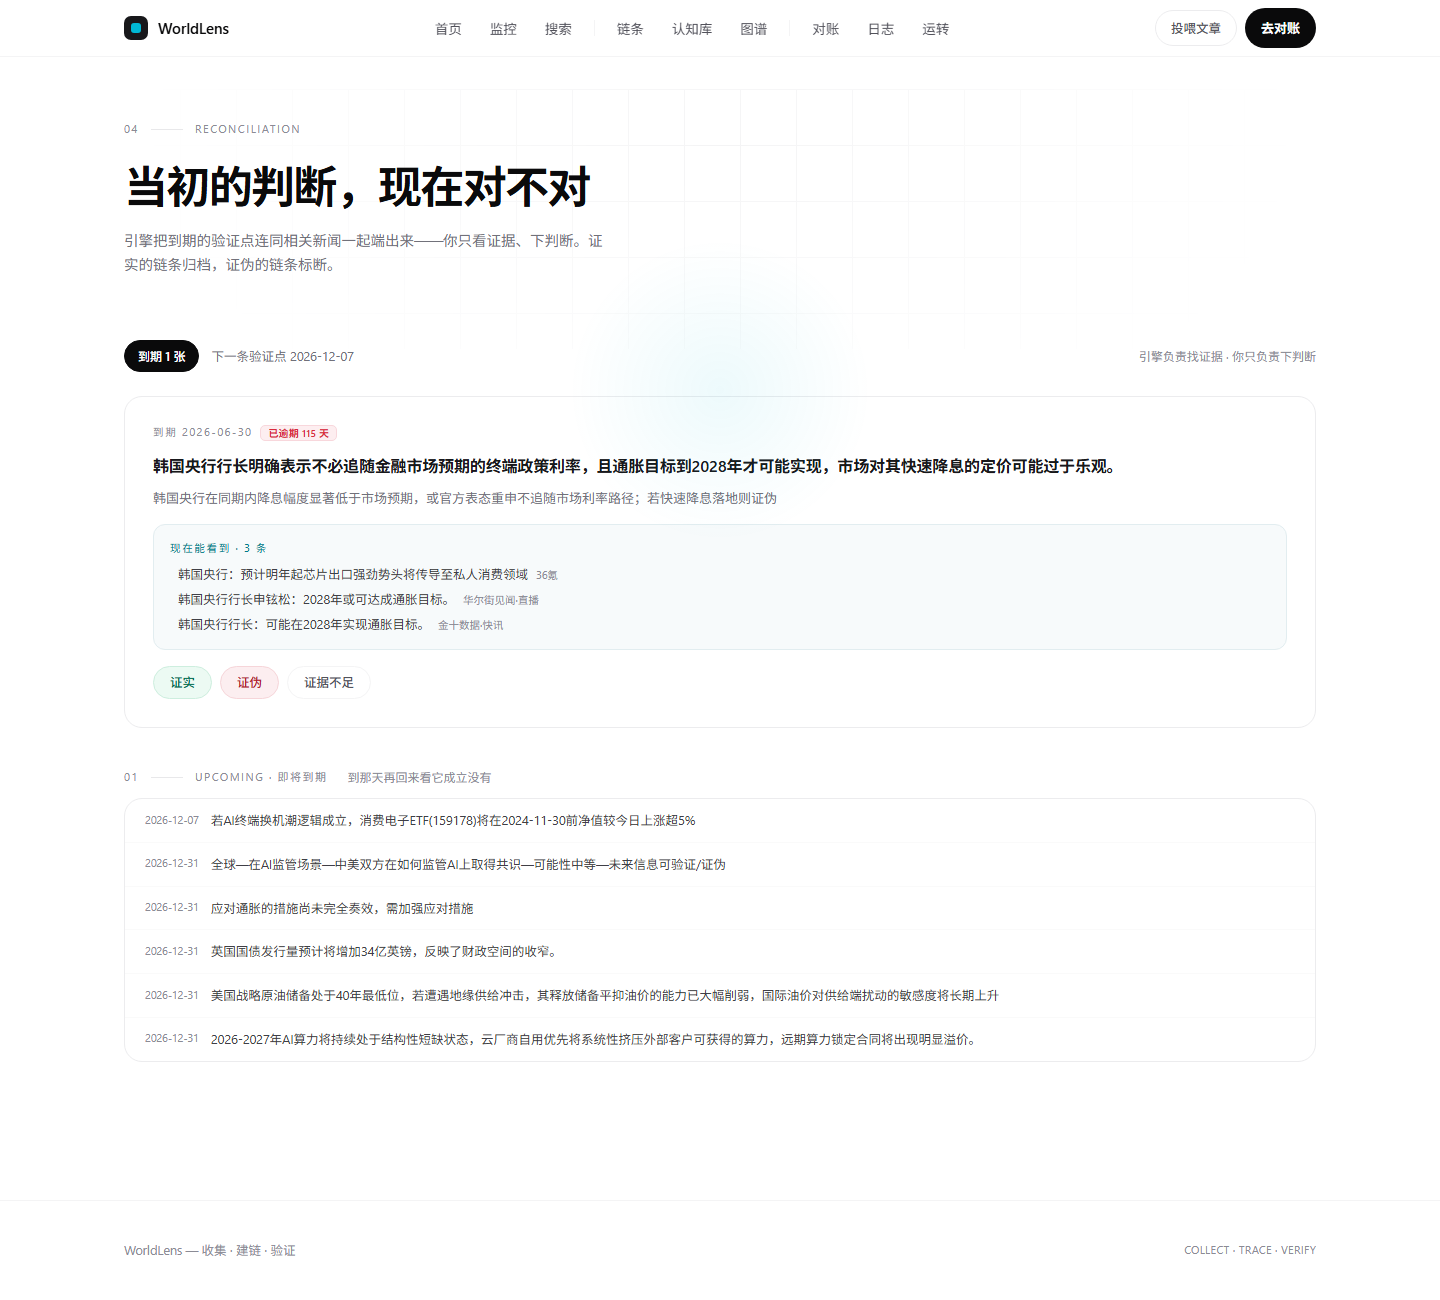 WorldLens
首页 监控 搜索 链条 认知库 图谱 对账 日志 运转
投喂文章 去对账
04 RECONCILIATION
当初的判断，现在对不对
引擎把到期的验证点连同相关新闻一起端出来——你只看证据、下判断。证
实的链条归档，证伪的链条标断。
到期 1 张 下一条验证点 2026-12-07 引擎负责找证据 · 你只负责下判断
到期 2026-06-30 已逾期 115 天
韩国央行行长明确表示不必追随金融市场预期的终端政策利率，且通胀目标到2028年才可能实现，市场对其快速降息的定价可能过于乐观。
韩国央行在同期内降息幅度显著低于市场预期，或官方表态重申不追随市场利率路径；若快速降息落地则证伪
现在能看到 · 3 条
韩国央行：预计明年起芯片出口强劲势头将传导至私人消费领域 36氪
韩国央行行长申铉松：2028年或可达成通胀目标。 华尔街见闻·直播
韩国央行行长：可能在2028年实现通胀目标。 金十数据·快讯
证实 证伪 证据不足
01 UPCOMING · 即将到期 到那天再回来看它成立没有
2026-12-07 若AI终端换机潮逻辑成立，消费电子ETF(159178)将在2024-11-30前净值较今日上涨超5%
2026-12-31 全球—在AI监管场景—中美双方在如何监管AI上取得共识—可能性中等—未来信息可验证/证伪
2026-12-31 应对通胀的措施尚未完全奏效，需加强应对措施
2026-12-31 英国国债发行量预计将增加34亿英镑，反映了财政空间的收窄。
2026-12-31 美国战略原油储备处于40年最低位，若遭遇地缘供给冲击，其释放储备平抑油价的能力已大幅削弱，国际油价对供给端扰动的敏感度将长期上升
2026-12-31 2026-2027年AI算力将持续处于结构性短缺状态，云厂商自用优先将系统性挤压外部客户可获得的算力，远期算力锁定合同将出现明显溢价。
WorldLens — 收集 · 建链 · 验证 COLLECT · TRACE · VERIFY